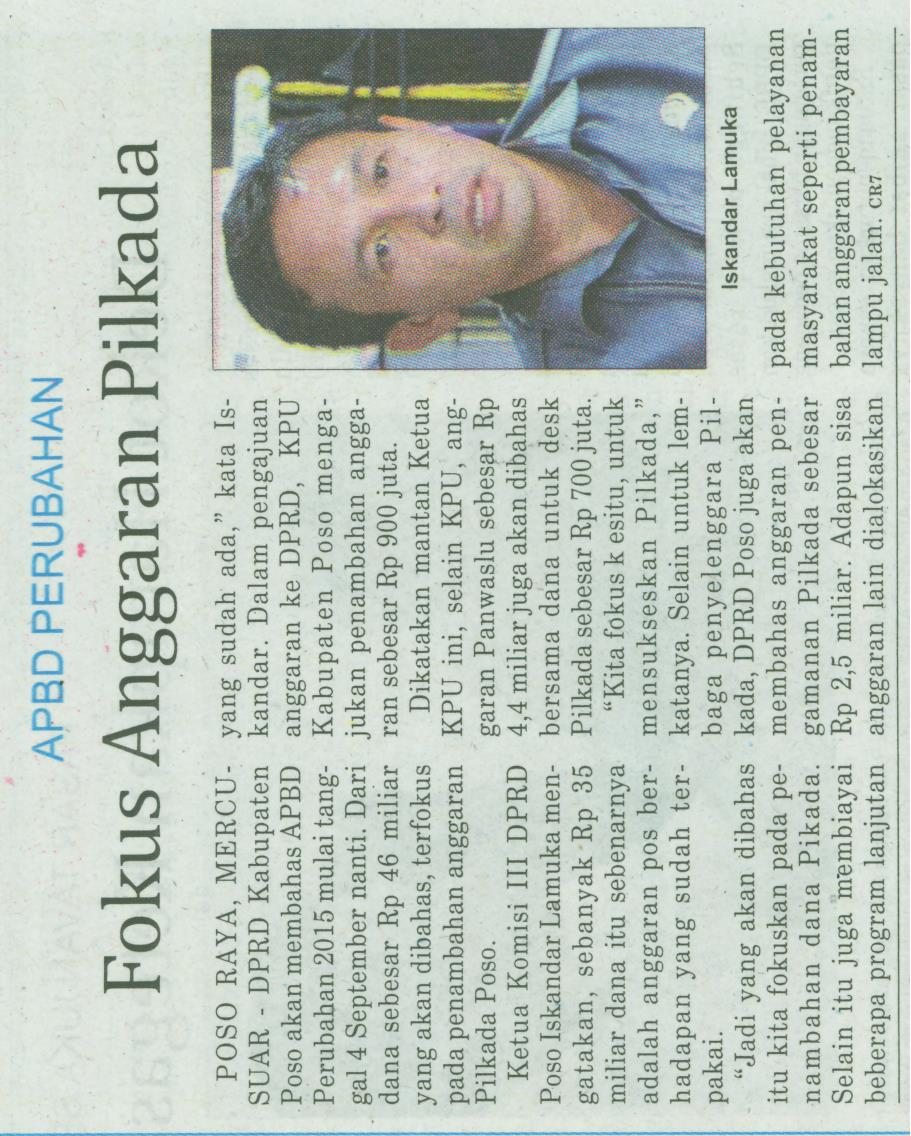 APBD PERUBAHAN
Fokus Anggaran Pilkada
POSO RAYA, MERCU-
SUAR - DPRD Kabupaten
Poso akan membahas APBD
Perubahan 2015 mulai tang-
gal 4 September nanti. Dari
dana sebesar Rp 46 miliar
yang akan dibahas, terfokus
pada penambahan anggaran
Pilkada Poso.
Ketua Komisi III DPRD
Poso Iskandar Lamuka men-
gatakan, sebanyak Rp 35
miliar dana itu sebenarnya
adalah anggaran pos ber-
hadapan yang sudah ter-
pakai.
“Jadi yang akan dibahas
itu kita fokuskan pada pe-
nambahan dana Pikada.
Selain itu juga membiayai
beberapa program lanjutan
yang sudah ada,” kata Is-
kandar. Dalam pengajuan
anggaran ke DPRD, KPU
Kabupaten Poso menga-
jukan penambahan angga-
ran sebesar Rp 900 juta.
Dikatakan mantan Ketua
KPU ini, selain KPU, ang-
garan Panwaslu sebesar Rp
4,4 miliar juga akan dibahas
bersama dana untuk desk
Pilkada sebesar Rp 700 juta.
“Kita fokus k esitu, untuk
mensukseskan Pilkada,”
katanya. Selain untuk lem-
baga penyelenggara Pil-
kada, DPRD Poso juga akan
membahas anggaran pen-
gamanan Pilkada sebesar
Rp 2,5 miliar. Adapun sisa
anggaran lain dialokasikan
Iskandar Lamuka
pada kebutuhan pelayanan
masyarakat seperti penam-
bahan anggaran pembayaran
lampu jalan. CR7